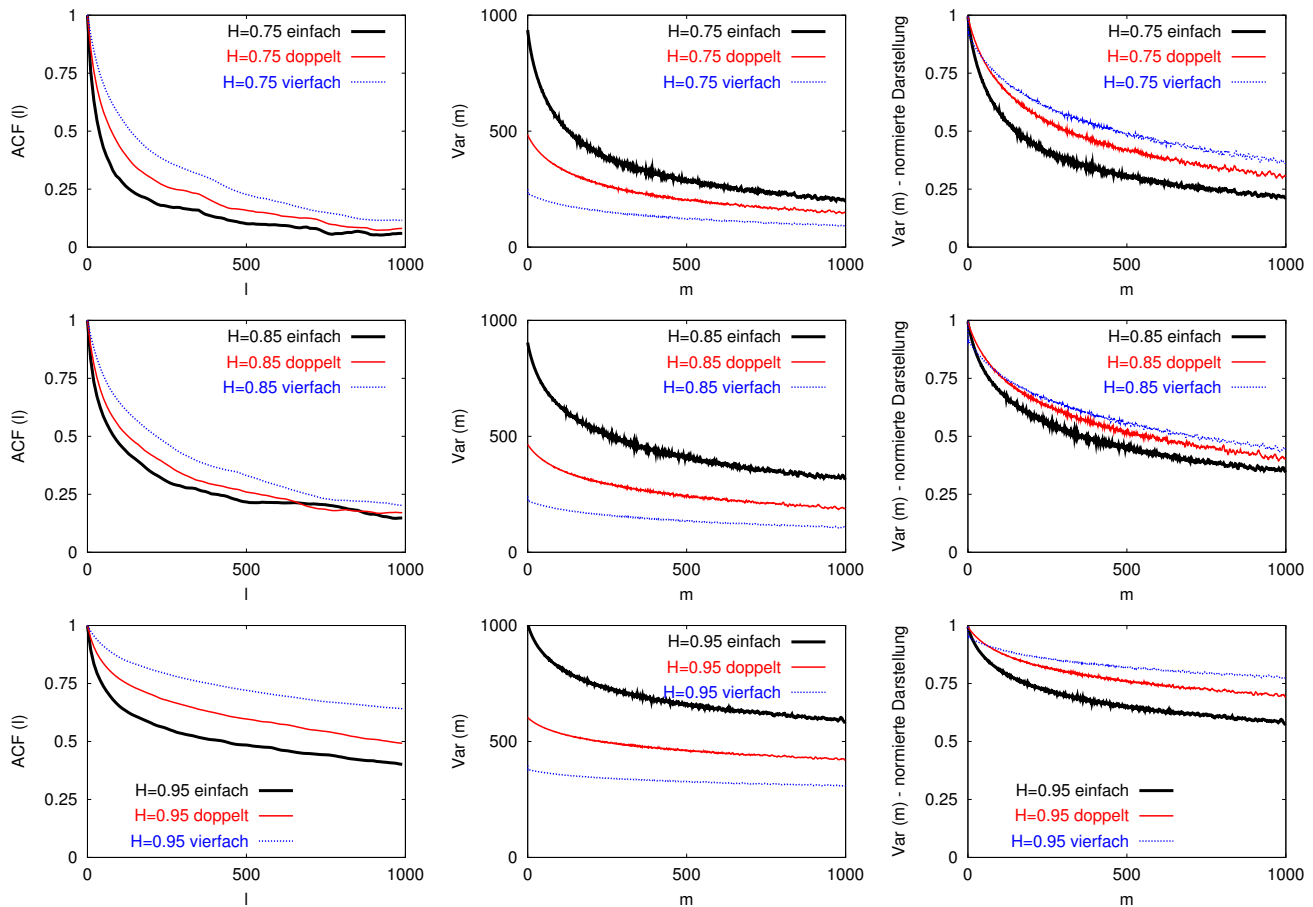 1
0.75
0.5
0.25
0
0
500
1000
ACF (l)
l
H=0.75 einfach
H=0.75 doppelt
H=0.75 vierfach
1000
500
0
0
500
1000
Var (m)
m
H=0.75 einfach
H=0.75 doppelt
H=0.75 vierfach
1
0.75
0.5
0.25
0
0
500
1000
Var (m) - normierte Darstellung
m
H=0.75 einfach
H=0.75 doppelt
H=0.75 vierfach
1
0.75
0.5
0.25
0
0
500
1000
ACF (l)
l
H=0.85 einfach
H=0.85 doppelt
H=0.85 vierfach
1000
500
0
0
500
1000
Var (m)
m
H=0.85 einfach
H=0.85 doppelt
H=0.85 vierfach
1
0.75
0.5
0.25
0
0
500
1000
Var (m) - normierte Darstellung
m
H=0.85 einfach
H=0.85 doppelt
H=0.85 vierfach
1
0.75
0.5
0.25
0
0
500
1000
ACF (l)
l
H=0.95 einfach
H=0.95 doppelt
H=0.95 vierfach
1000
500
0
0
500
1000
Var (m)
m
H=0.95 einfach
H=0.95 doppelt
H=0.95 vierfach
1
0.75
0.5
0.25
0
0
500
1000
Var (m) - normierte Darstellung
m
H=0.95 einfach
H=0.95 doppelt
H=0.95 vierfach